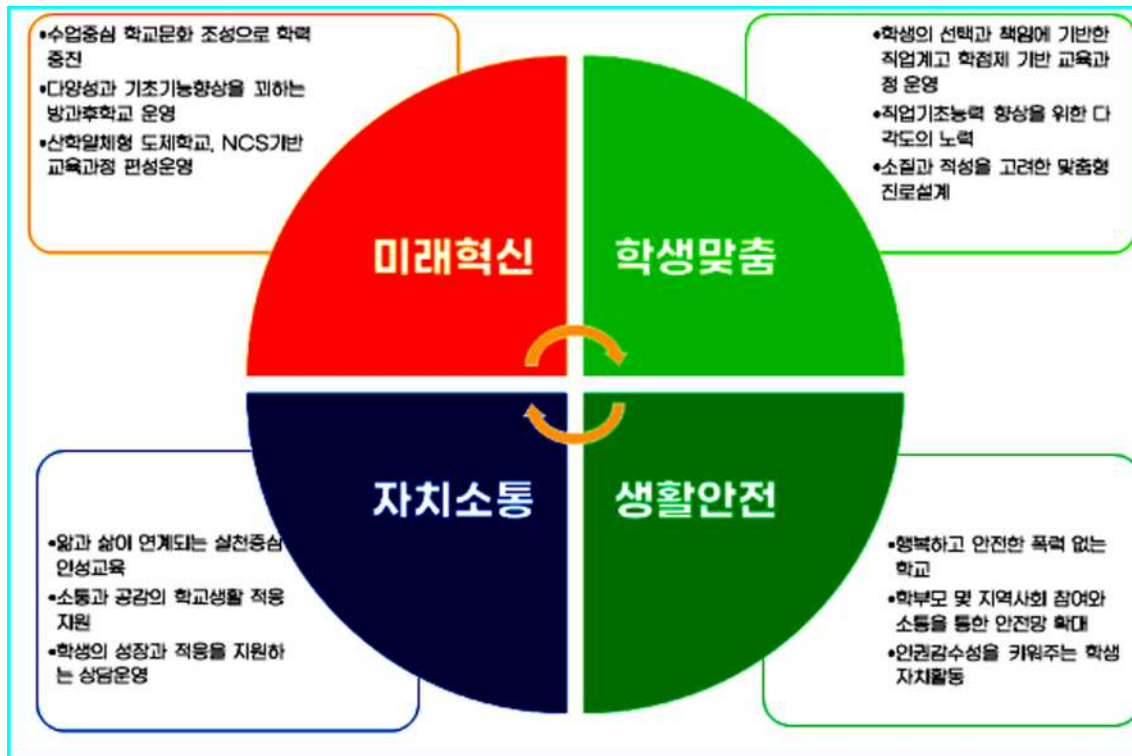 •수업중심 학교문화 조성으로 학력
증진
•다양성과 기초기능향상을 꾀하는
방과후학교 운영
•산학일체형 도제학교, NCS기반
교육과정 편성운영
•학생의 선택과 책임에 기반한
직업계고 학점제 기반 교육과
정 운영
•직업기초능력 향상을 위한 다
각도의 노력
•소질과 적성을 고려한 맞춤형
진로설계
미래혁신
학생맞춤
자치소통
생활안전
•앎과 삶이 연계되는 실천중심
인성교육
•소통과 공감의 학교생활 적응
지원
•학생의 성장과 적응을 지원하
는 상담운영
•행복하고 안전한 폭력 없는
학교
•학부모 및 지역사회 참여와
소통을 통한 안전망 확대
•인권감수성을 키워주는 학생
자치활동